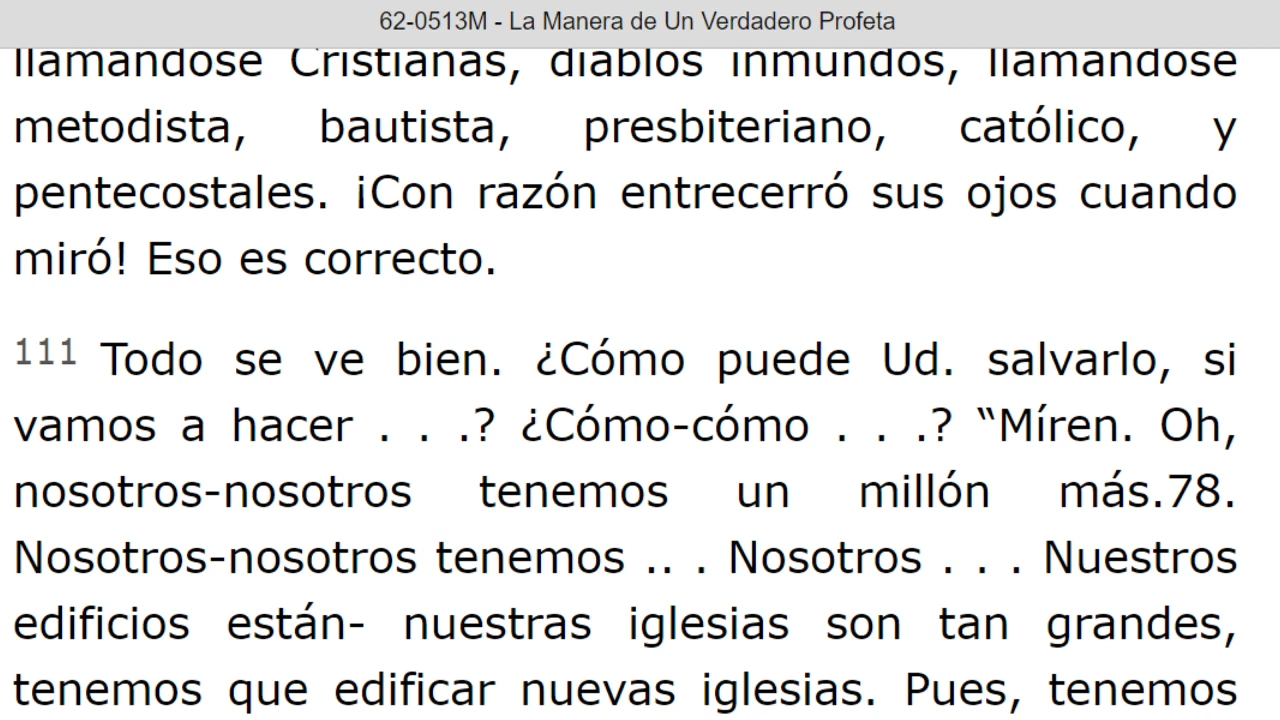 62-0513M - La Manera de Un Verdadero Profeta
llamándose Cristianas, diablos inmundos, llamándose
metodista, bautista, presbiteriano, católico, y
pentecostales. ¡Con razón entrecerró sus ojos cuando
miró! Eso es correcto.
111 Todo se ve bien. ¿Cómo puede Ud. salvarlo, si
vamos a hacer . . .? ¿Cómo-cómo . . .? “Míren. Oh,
nosotros-nosotros tenemos un millón más.78.
Nosotros-nosotros tenemos .. . Nosotros . . . Nuestros
edificios están- nuestras iglesias son tan grandes,
tenemos que edificar nuevas iglesias. Pues, tenemos